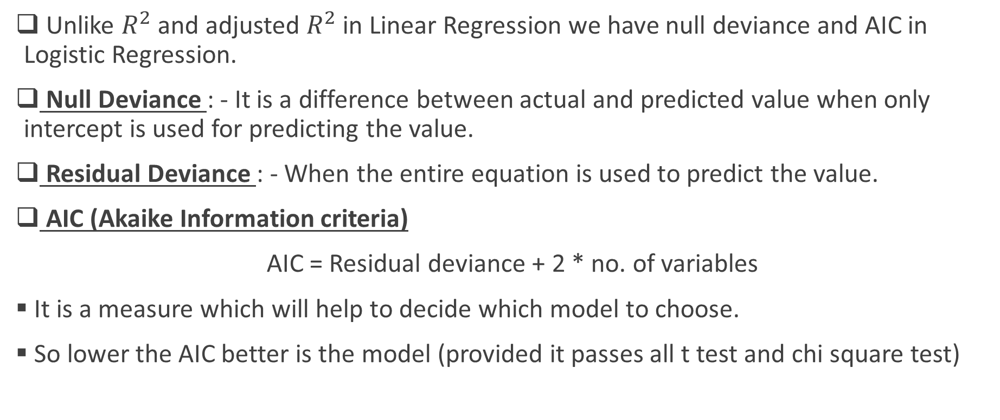 ❑ Unlike R² and adjusted R² in Linear Regression we have null deviance and AIC in
Logistic Regression.
❑ Null Deviance : - It is a difference between actual and predicted value when only
intercept is used for predicting the value.
❑ Residual Deviance : - When the entire equation is used to predict the value.
❑ AIC (Akaike Information criteria)
AIC = Residual deviance + 2 * no. of variables
▪ It is a measure which will help to decide which model to choose.
▪ So lower the AIC better is the model (provided it passes all t test and chi square test)